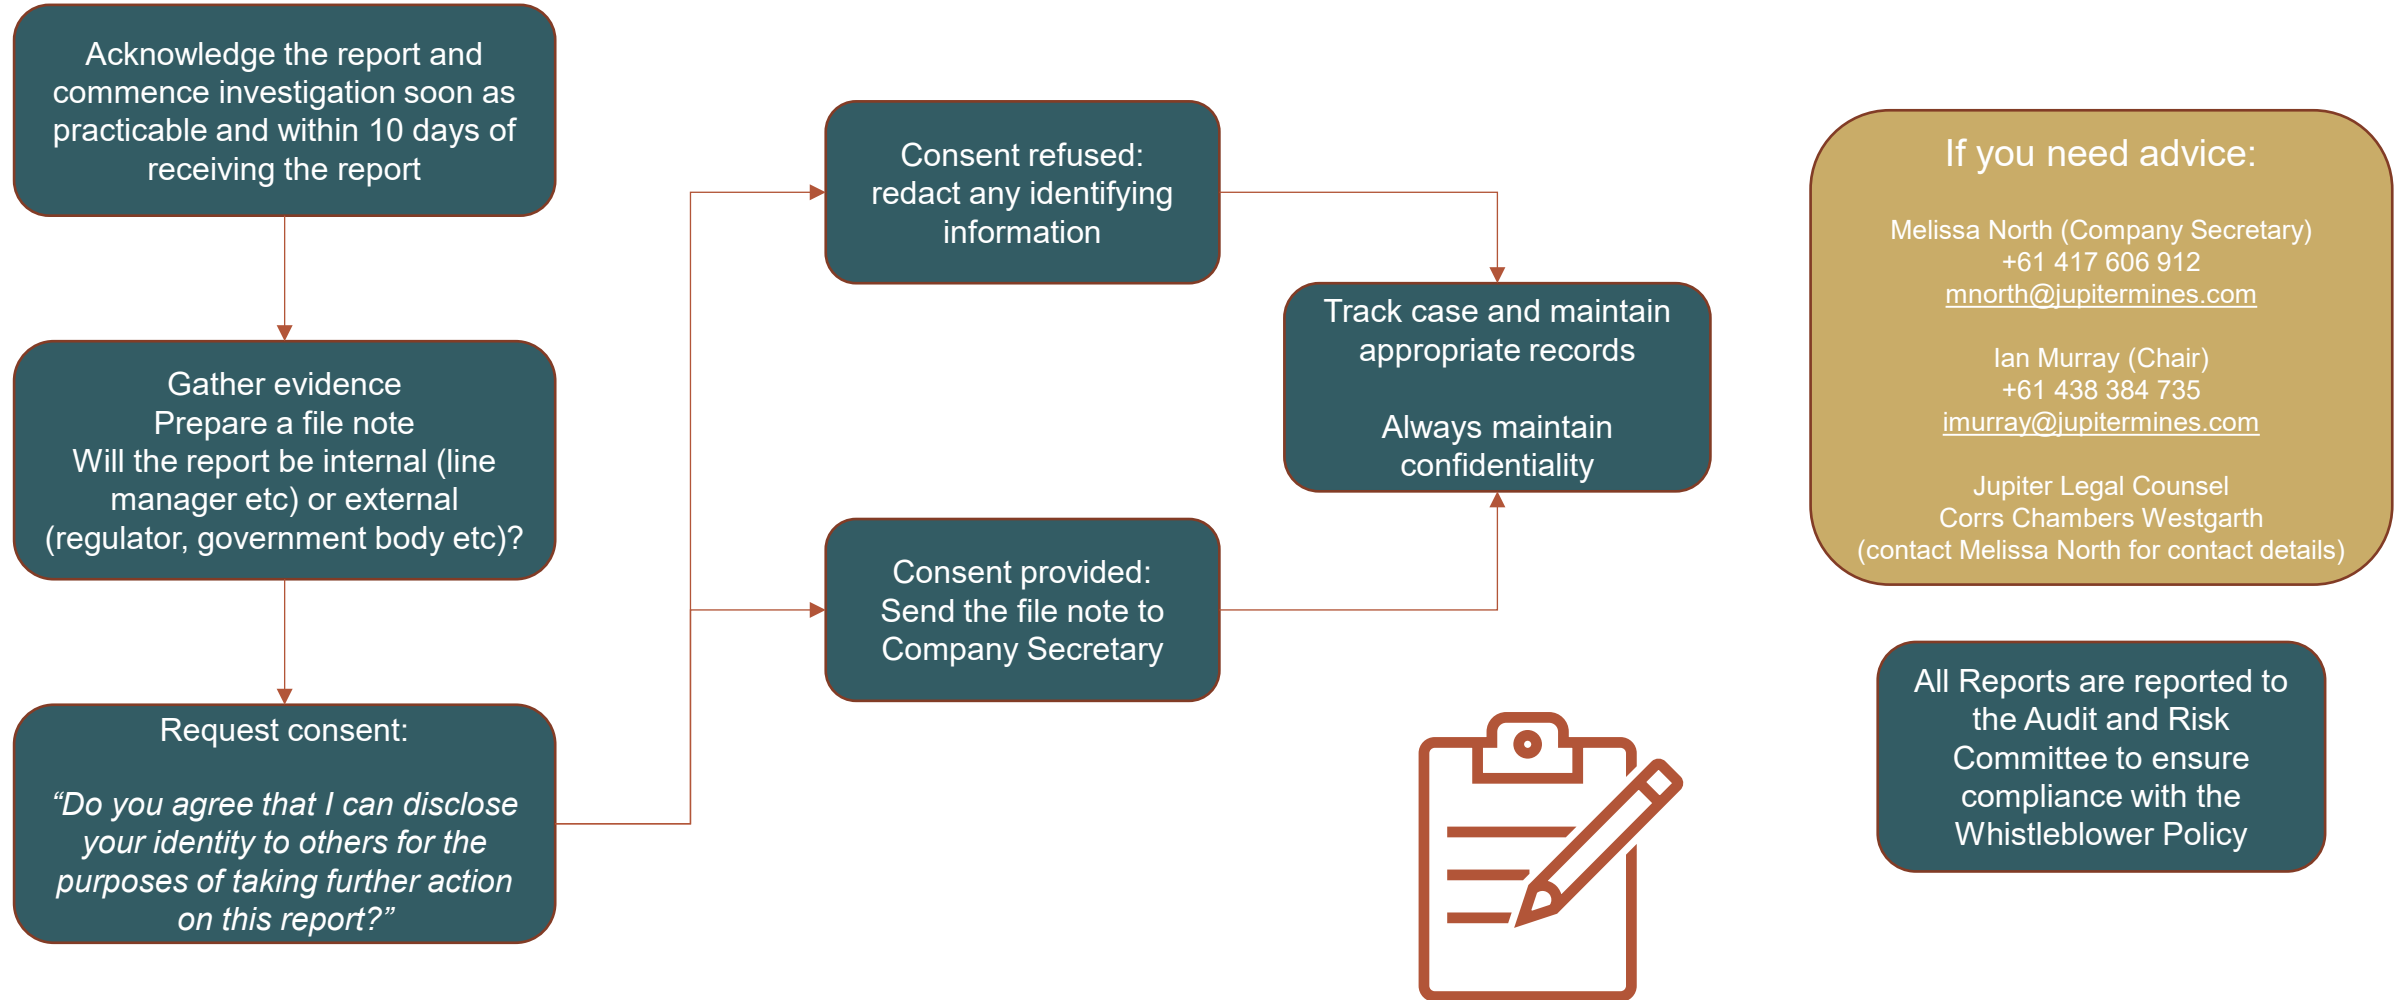 Acknowledge the report and
commence investigation soon as
practicable and within 10 days of
receiving the report
Gather evidence
Prepare a file note
Will the report be internal (line
manager etc) or external
(regulator, government body etc)?
Request consent:
“Do you agree that I can disclose
your identity to others for the
purposes of taking further action
on this report?”
Consent refused:
redact any identifying
information
Consent provided:
Send the file note to
Company Secretary
Track case and maintain
appropriate records
Always maintain
confidentiality
If you need advice:
Melissa North (Company Secretary)
+61 417 606 912
mnorth@jupitermines.com
Ian Murray (Chair)
+61 438 384 735
imurray@jupitermines.com
Jupiter Legal Counsel
Corrs Chambers Westgarth
(contact Melissa North for contact details)
All Reports are reported to
the Audit and Risk
Committee to ensure
compliance with the
Whistleblower Policy